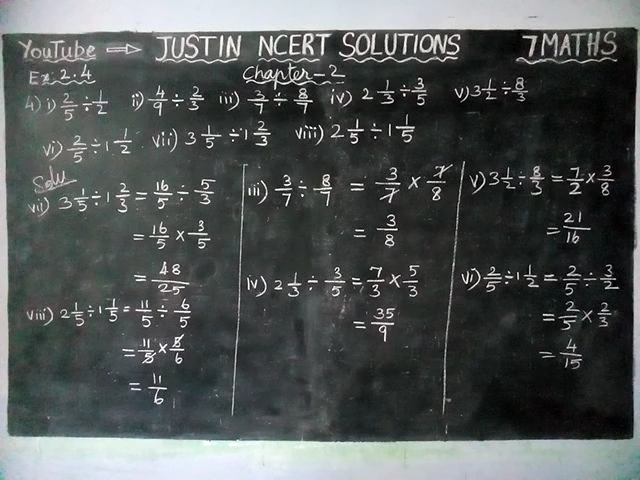 YouTube ⇒ JUSTIN NCERT SOLUTIONS 7 MATHS
Ex: 2.4 Chapter-2
4) i) 2/5 ÷ 1/2 ii) 4/9 ÷ 2/3 iii) 3/7 ÷ 8/7 iv) 2 1/3 ÷ 3/5 v) 3 1/2 ÷ 8/3
vi) 2/5 ÷ 1 1/2 vii) 3 1/5 ÷ 1 2/3 viii) 2 1/5 ÷ 1 1/5
Solu
vii) 3 1/5 ÷ 1 2/3 = 16/5 ÷ 5/3
= 16/5 × 3/5
= 48/25
viii) 2 1/5 ÷ 1 1/5 = 11/5 ÷ 6/5
= 11/5 × 5/6
= 11/6
iii) 3/7 ÷ 8/7 = 3/7 × 7/8
= 3/8
iv) 2 1/3 ÷ 3/5 = 7/3 × 5/3
= 35/9
v) 3 1/2 ÷ 8/3 = 7/2 × 3/8
= 21/16
vi) 2/5 ÷ 1 1/2 = 2/5 ÷ 3/2
= 2/5 × 2/3
= 4/15